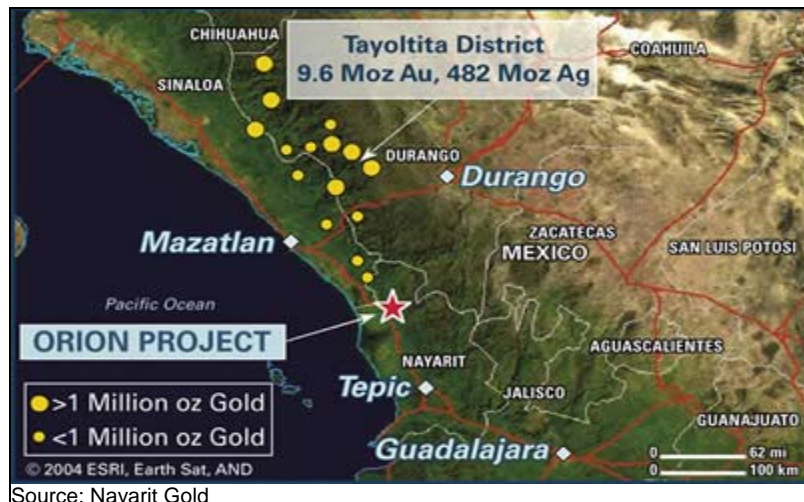 CHIHUAHUA
Tayoltita District
9.6 Moz Au, 482 Moz Ag
COAHUILA
SINALOA
DURANGO
Durango
Mazatlan
ZACATECAS
MEXICO
SAN LUIS POTOSI
Pacific Ocean
ORION PROJECT
AGUASCALIENTES
NAYARIT
Tepic
JALISCO
>1 Million oz Gold
<1 Million oz Gold
GUANAJUATO
Guadalajara
0 62 mi
0 100 km
© 2004 ESRI, Earth Sat, AND
Source: Nayarit Gold